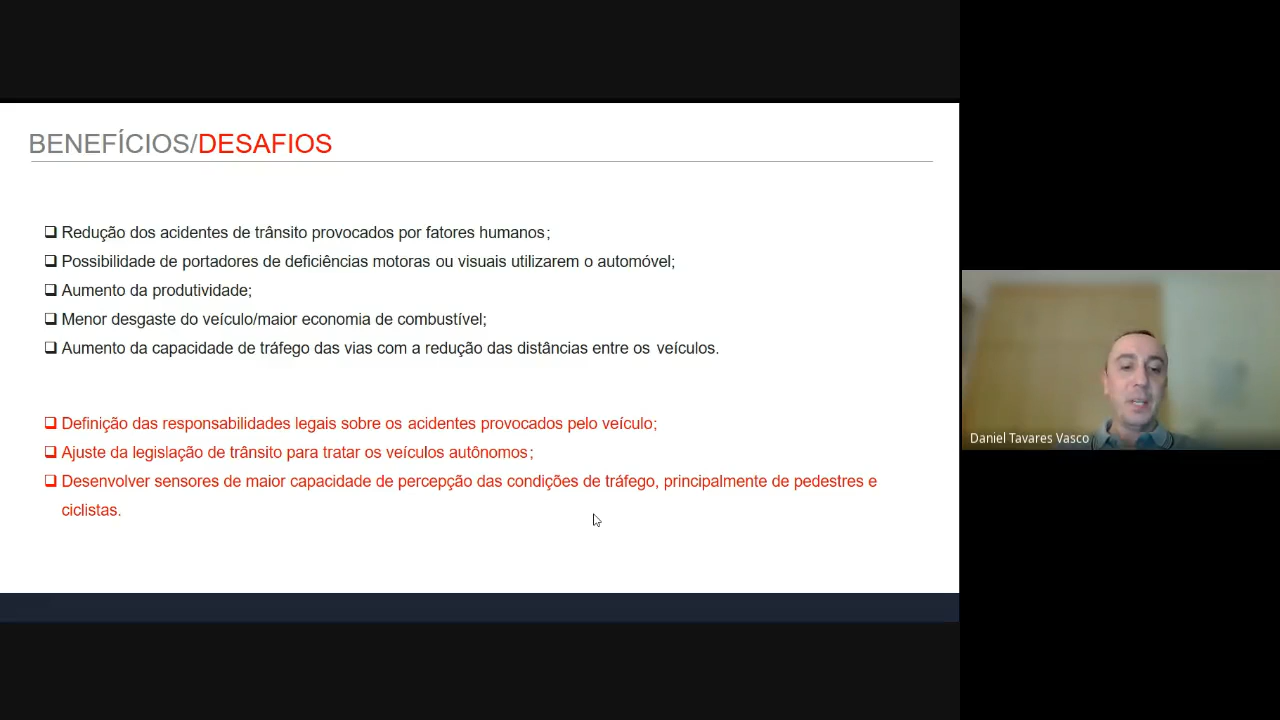 BENEFÍCIOS/DESAFIOS
❑ Redução dos acidentes de trânsito provocados por fatores humanos;
❑ Possibilidade de portadores de deficiências motoras ou visuais utilizarem o automóvel;
❑ Aumento da produtividade;
❑ Menor desgaste do veículo/maior economia de combustível;
❑ Aumento da capacidade de tráfego das vias com a redução das distâncias entre os veículos.
❑ Definição das responsabilidades legais sobre os acidentes provocados pelo veículo;
❑ Ajuste da legislação de trânsito para tratar os veículos autônomos;
❑ Desenvolver sensores de maior capacidade de percepção das condições de tráfego, principalmente de pedestres e
ciclistas.
Daniel Tavares Vasco